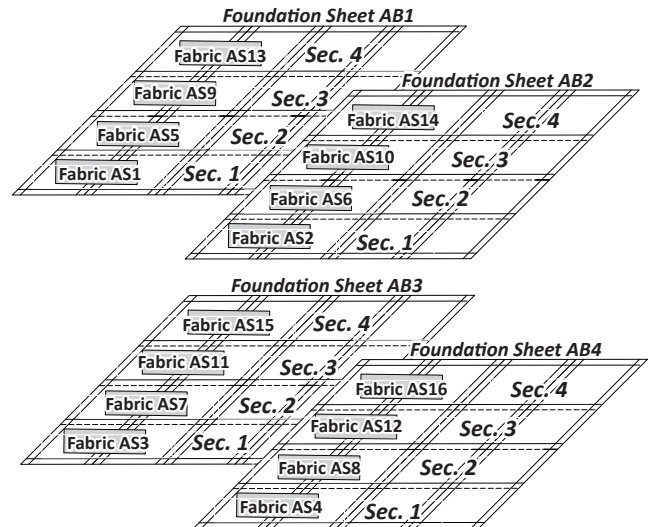 Foundation Sheet AB1
Fabric AS13
Sec. 4
Fabric AS9
Sec. 3
Fabric AS5
Sec. 2
Fabric AS1
Sec. 1
Foundation Sheet AB2
Fabric AS14
Sec. 4
Fabric AS10
Sec. 3
Fabric AS6
Sec. 2
Fabric AS2
Sec. 1
Foundation Sheet AB3
Fabric AS15
Sec. 4
Fabric AS11
Sec. 3
Fabric AS7
Sec. 2
Fabric AS3
Sec. 1
Foundation Sheet AB4
Fabric AS16
Sec. 4
Fabric AS12
Sec. 3
Fabric AS8
Sec. 2
Fabric AS4
Sec. 1